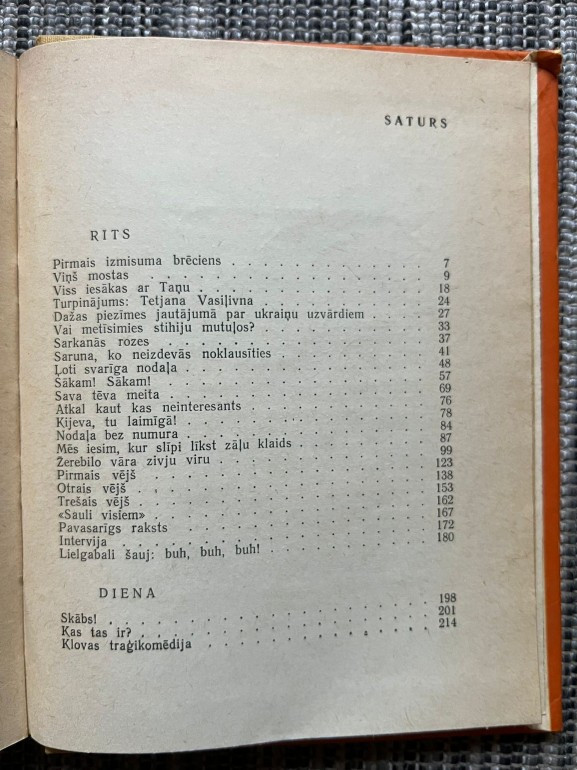 SATURS
RITS
Pirmais izmisuma brēciens . . . . . . . . . . . 7
Viņš mostas . . . . . . . . . . . . . . . 9
Viss iesākas ar Taņu . . . . . . . . . . . . 18
Turpinājums: Tetjana Vasiļivna . . . . . . . . . 24
Dažas piezīmes jautājumā par ukraiņu uzvārdiem . . . . 27
Vai metīsimies stihiju mutuļos? . . . . . . . . . 33
Sarkanās rozes . . . . . . . . . . . . . . 37
Saruna, ko neizdevās noklausīties . . . . . . . . 41
Ļoti svarīga nodaļa . . . . . . . . . . . . 48
Sākam! Sākam! . . . . . . . . . . . . . . 57
Sava tēva meita . . . . . . . . . . . . . 69
Atkal kaut kas neinteresants . . . . . . . . . . 76
Kijeva, tu laimīgā! . . . . . . . . . . . . 78
Nodaļa bez numura . . . . . . . . . . . . . 84
Mēs iesim, kur slīpi līkst zāļu klaids . . . . . . . 87
Žerebilo vāra zivju viru . . . . . . . . . . . 99
Pirmais vējš . . . . . . . . . . . . . . . 123
Otrais vējš . . . . . . . . . . . . . . . 138
Trešais vējš . . . . . . . . . . . . . . . 153
«Sauli visiem» . . . . . . . . . . . . . . 162
Pavasarīgs raksts . . . . . . . . . . . . . 167
Intervija . . . . . . . . . . . . . . . . 172
Lielgabali šauj: buh, buh, buh! . . . . . . . . . 180
DIENA
Skābs! . . . . . . . . . . . . . . . . . 198
Kas tas ir? . . . . . . . . . . . . . . . 201
Klovas traģikomēdija . . . . . . . . . . . . 214